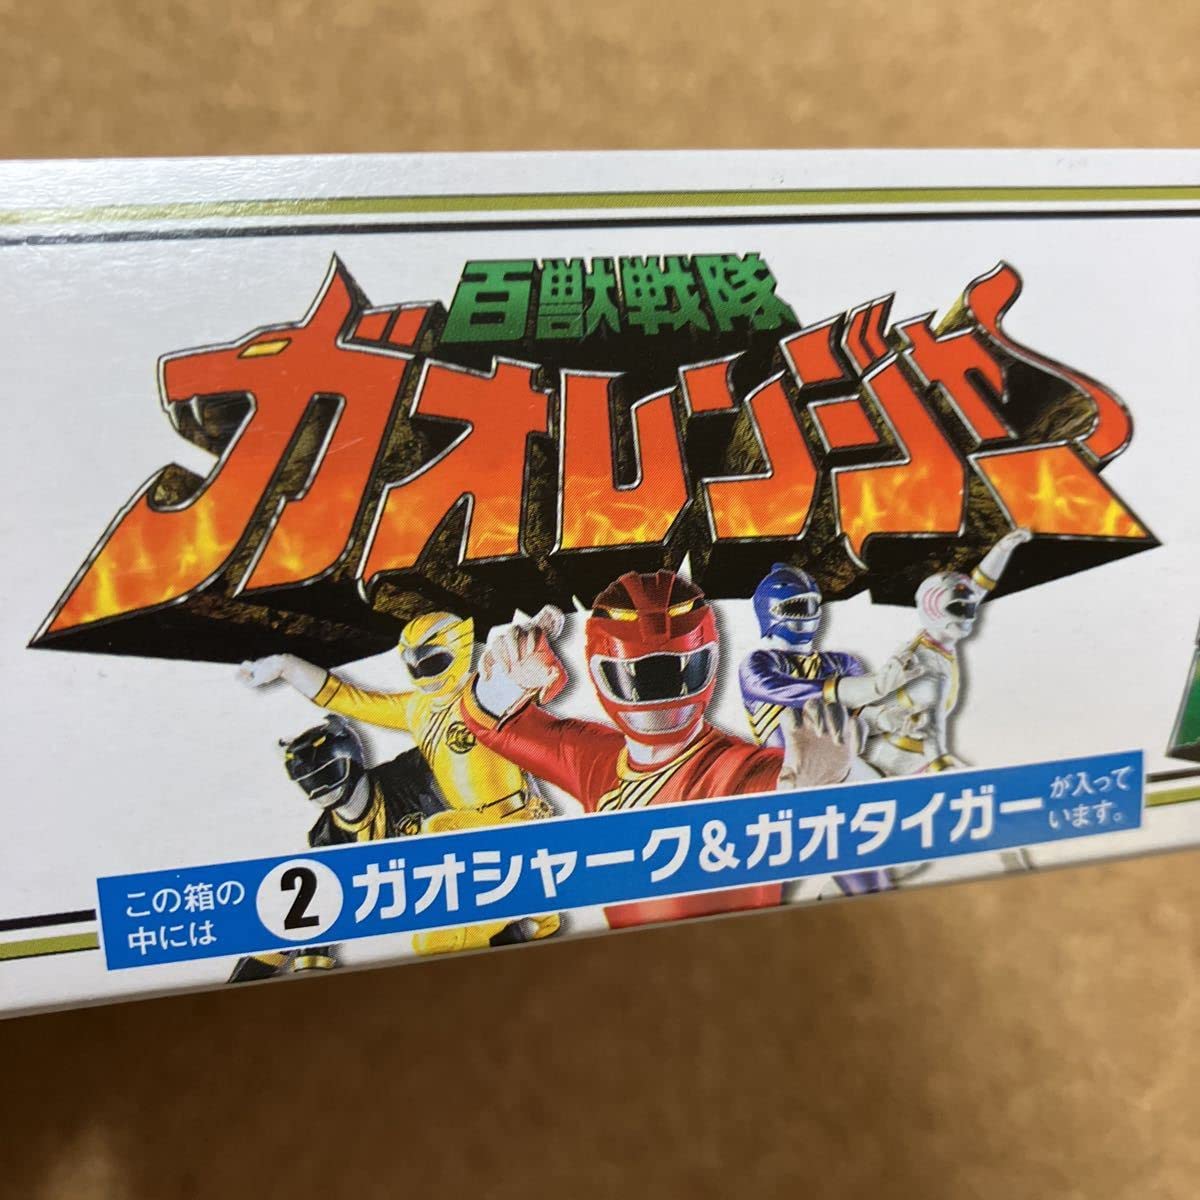 百獣戦隊
ガオレンジャー
この箱の
中には
2 ガオシャーク&ガオタイガー
が入って
います。